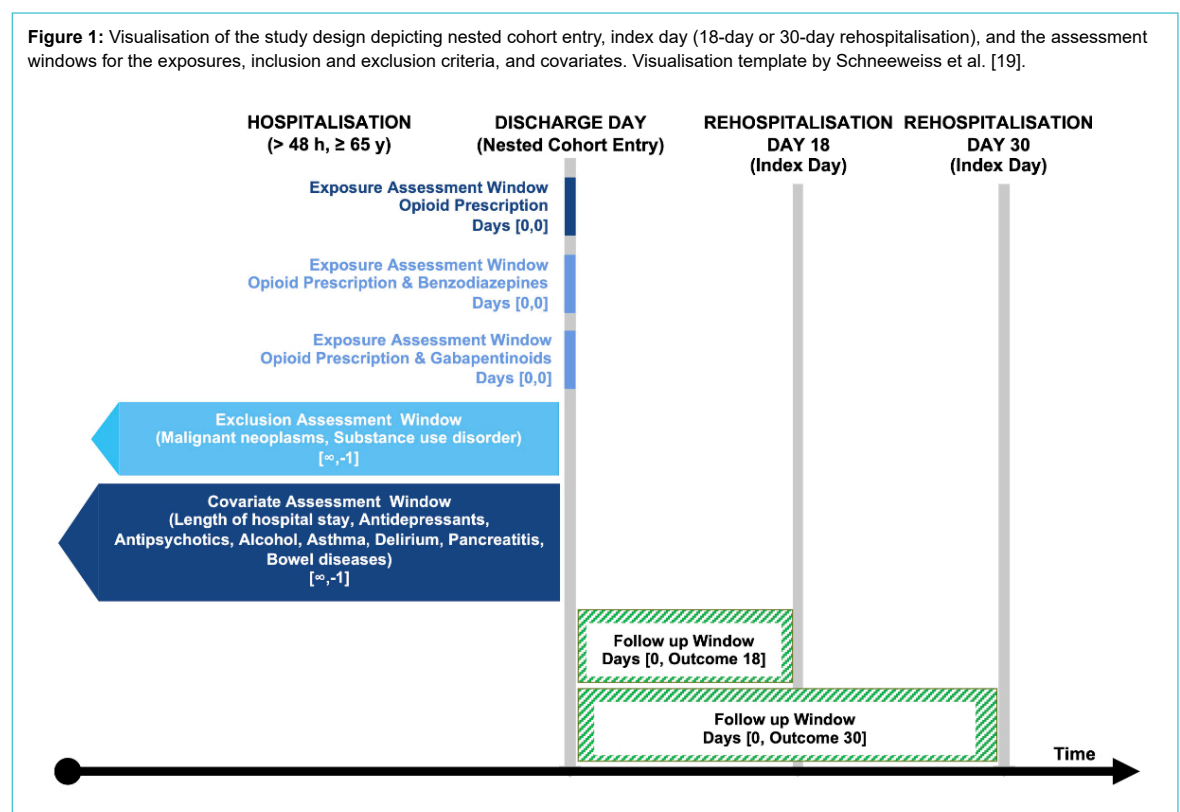 Figure 1: Visualisation of the study design depicting nested cohort entry, index day (18-day or 30-day rehospitalisation), and the assessment
windows for the exposures, inclusion and exclusion criteria, and covariates. Visualisation template by Schneeweiss et al. [19].
HOSPITALISATION
(> 48 h, ≥ 65 y)
DISCHARGE DAY
(Nested Cohort Entry)
REHOSPITALISATION
DAY 18
(Index Day)
REHOSPITALISATION
DAY 30
(Index Day)
Exposure Assessment Window
Opioid Prescription
Days [0,0]
Exposure Assessment Window
Opioid Prescription & Benzodiazepines
Days [0,0]
Exposure Assessment Window
Opioid Prescription & Gabapentinoids
Days [0,0]
Exclusion Assessment Window
(Malignant neoplasms, Substance use disorder)
[∞,-1]
Covariate Assessment Window
(Length of hospital stay, Antidepressants,
Antipsychotics, Alcohol, Asthma, Delirium, Pancreatitis,
Bowel diseases)
[∞,-1]
Follow up Window
Days [0, Outcome 18]
Follow up Window
Days [0, Outcome 30]
Time